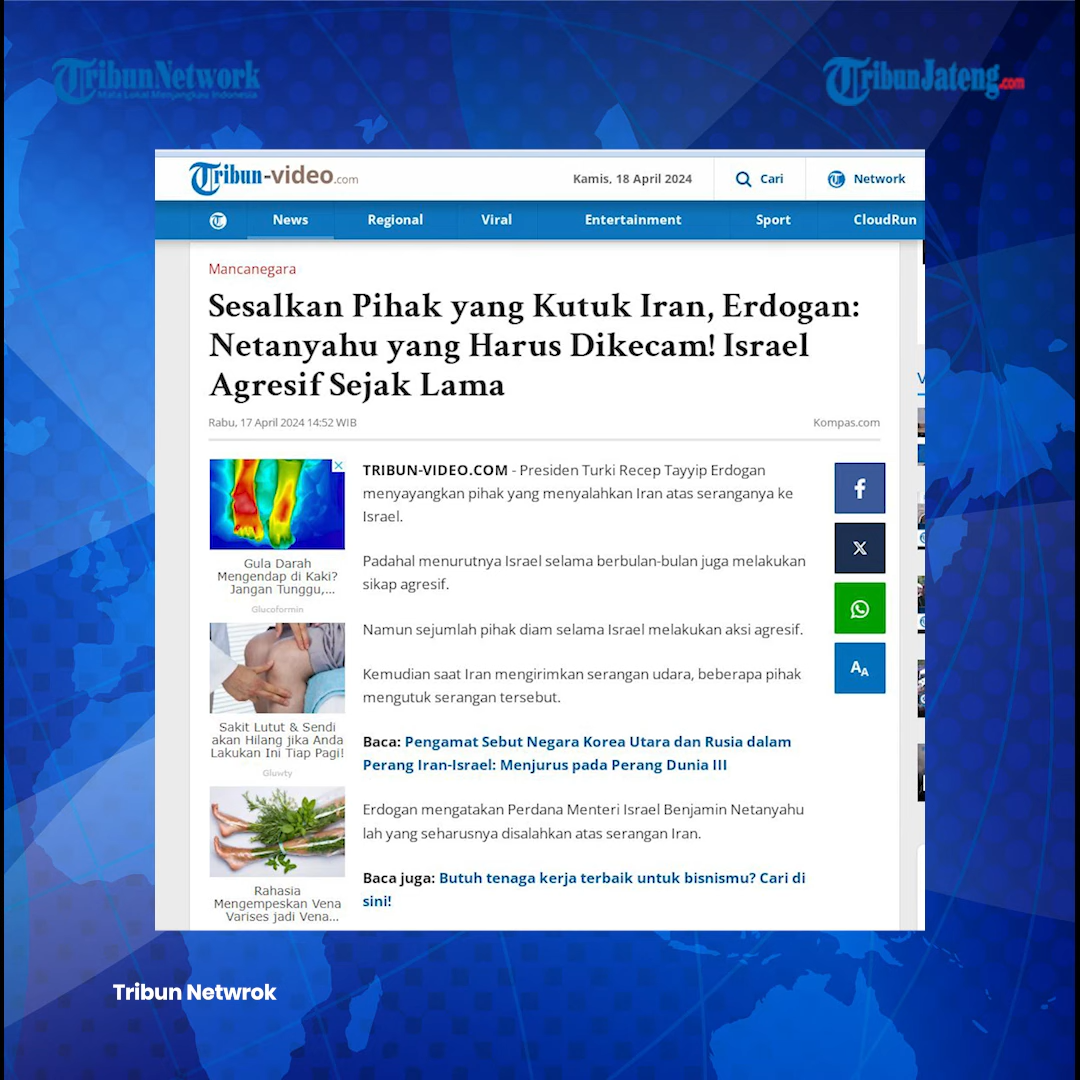 TribunNetwork
Mata Lokal Menjangkau Indonesia
TribunJateng.com
Tribun-video.com
Kamis, 18 April 2024
Cari
Network
News
Regional
Viral
Entertainment
Sport
CloudRun
Mancanegara
Sesalkan Pihak yang Kutuk Iran, Erdogan:
Netanyahu yang Harus Dikecam! Israel
Agresif Sejak Lama
Rabu, 17 April 2024 14:52 WIB
Kompas.com
TRIBUN-VIDEO.COM - Presiden Turki Recep Tayyip Erdogan
menyayangkan pihak yang menyalahkan Iran atas seranganya ke
Israel.
Padahal menurutnya Israel selama berbulan-bulan juga melakukan
sikap agresif.
Namun sejumlah pihak diam selama Israel melakukan aksi agresif.
Kemudian saat Iran mengirimkan serangan udara, beberapa pihak
mengutuk serangan tersebut.
Baca: Pengamat Sebut Negara Korea Utara dan Rusia dalam
Perang Iran-Israel: Menjurus pada Perang Dunia III
Erdogan mengatakan Perdana Menteri Israel Benjamin Netanyahu
lah yang seharusnya disalahkan atas serangan Iran.
Baca juga: Butuh tenaga kerja terbaik untuk bisnismu? Cari di
sini!
Gula Darah
Mengendap di Kaki?
Jangan Tunggu,...
Glucoformin
Sakit Lutut & Sendi
akan Hilang jika Anda
Lakukan Ini Tiap Pagi!
Gluwty
Rahasia
Mengempeskan Vena
Varises jadi Vena...
AA
Tribun Netwrok